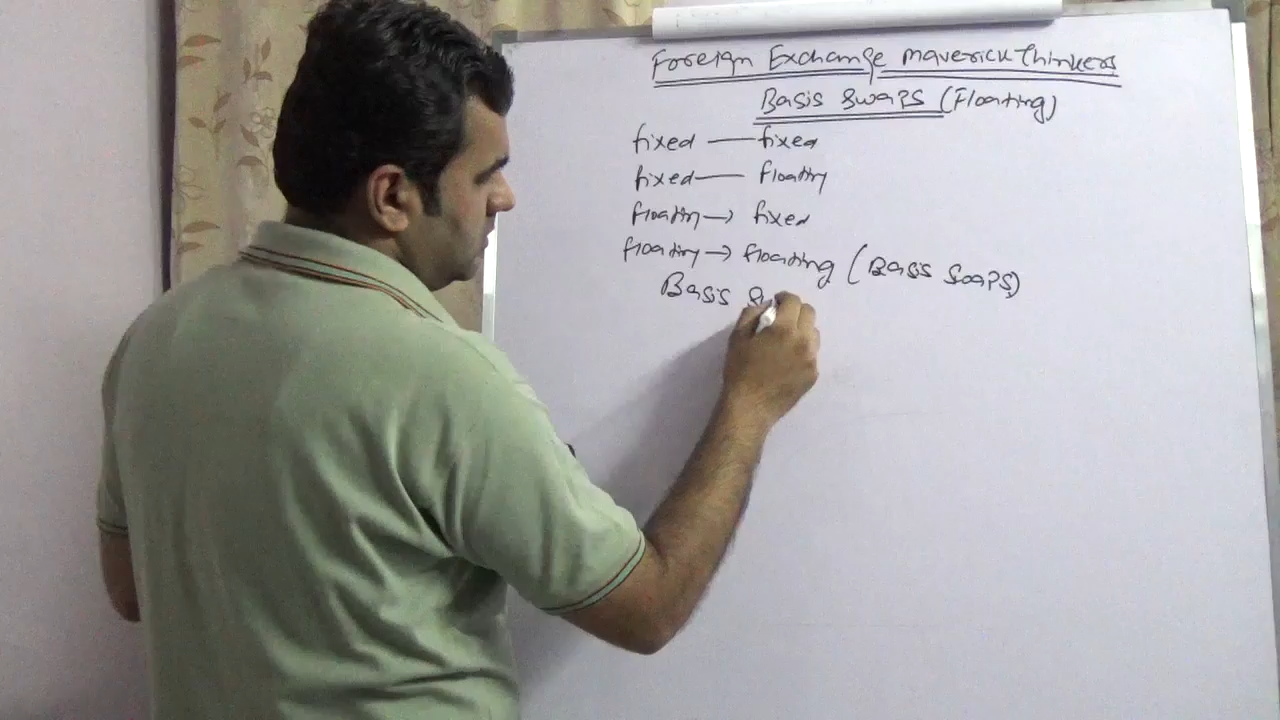 Foreign Exchange Maverick Thinkers
Basis Swaps (Floating)
fixed — fixed
fixed — Floating
floating → fixed
floating → floating (Basis Swaps)
Basis